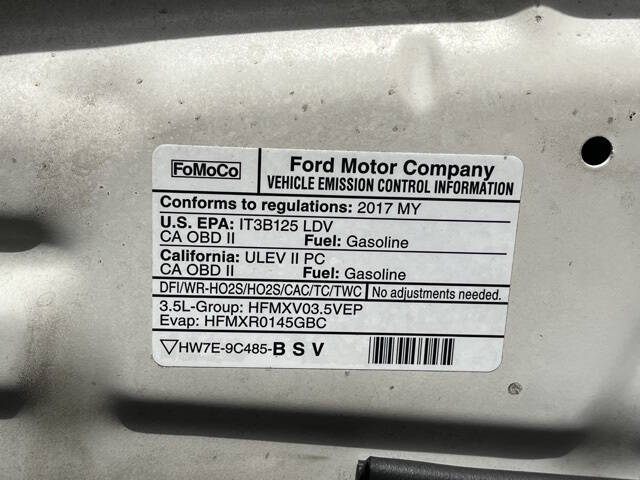 FoMoCo
Ford Motor Company
VEHICLE EMISSION CONTROL INFORMATION
Conforms to regulations: 2017 MY
U.S. EPA: IT3B125 LDV
CA OBD II Fuel: Gasoline
California: ULEV II PC
CA OBD II Fuel: Gasoline
DFI/WR-HO2S/HO2S/CAC/TC/TWC No adjustments needed.
3.5L-Group: HFMXV03.5VEP
Evap: HFMXR0145GBC
▽HW7E-9C485-B S V